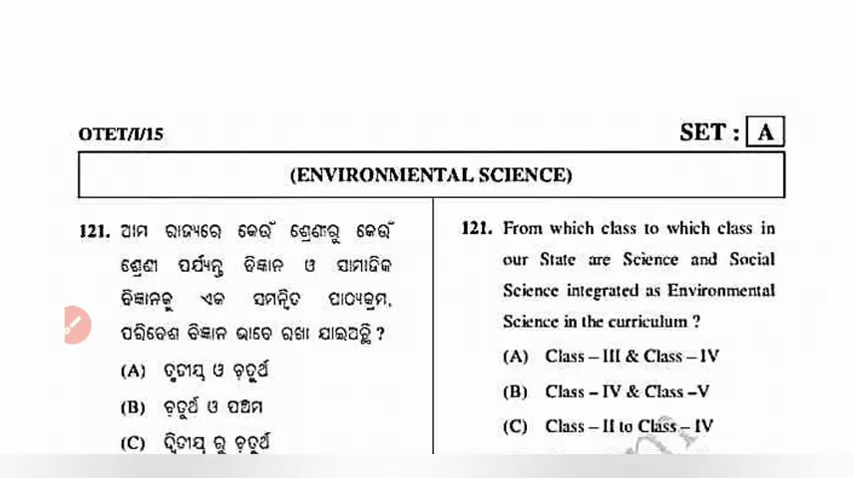 OTET/I/15
SET : A
(ENVIRONMENTAL SCIENCE)
121. ଆମ ରାଜ୍ୟରେ କେଉଁ ଶ୍ରେଣୀରୁ କେଉଁ
ଶ୍ରେଣୀ ପର୍ଯ୍ୟନ୍ତ ବିଜ୍ଞାନ ଓ ସାମାଜିକ
ବିଜ୍ଞାନକୁ ଏକ ସମନ୍ଵିତ ପାଠ୍ୟକ୍ରମ,
ପରିବେଶ ବିଜ୍ଞାନ ଭାବେ ରଖା ଯାଇଅଛି ?
(A) ତୃତୀୟ ଓ ଚତୁର୍ଥ
(B) ଚତୁର୍ଥ ଓ ପଞ୍ଚମ
(C) ଦ୍ଵିତୀୟ ରୁ ଚତୁର୍ଥ
121. From which class to which class in
our State are Science and Social
Science integrated as Environmental
Science in the curriculum ?
(A) Class – III & Class – IV
(B) Class – IV & Class –V
(C) Class – II to Class – IV